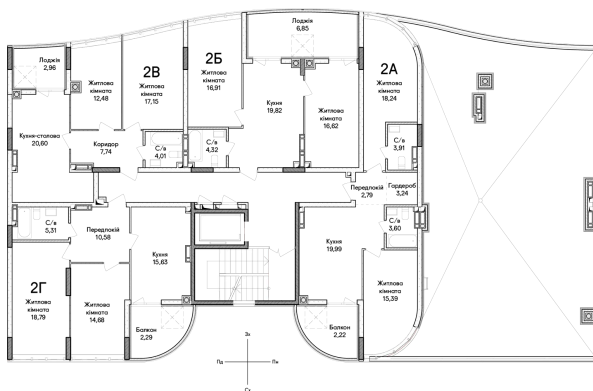 Лоджія
6,85
Лоджія
2,96
Житлова
кімната
12,48
2В
Житлова
кімната
17,15
2Б
Житлова
кімната
16,91
2А
Житлова
кімната
18,24
Кухня
19,82
Житлова
кімната
16,62
Кухня-столова
20,60
Коридор
7,74
С/в
4,01
С/в
4,32
С/в
3,91
Передпокій
2,79
Гардероб
3,24
С/в
5,31
Передпокій
10,58
С/в
3,60
Кухня
15,63
Кухня
19,99
2Г
Житлова
кімната
18,79
Житлова
кімната
14,68
Житлова
кімната
15,39
Балкон
2,29
Балкон
2,22
Зх
Пд
Пн
Сх